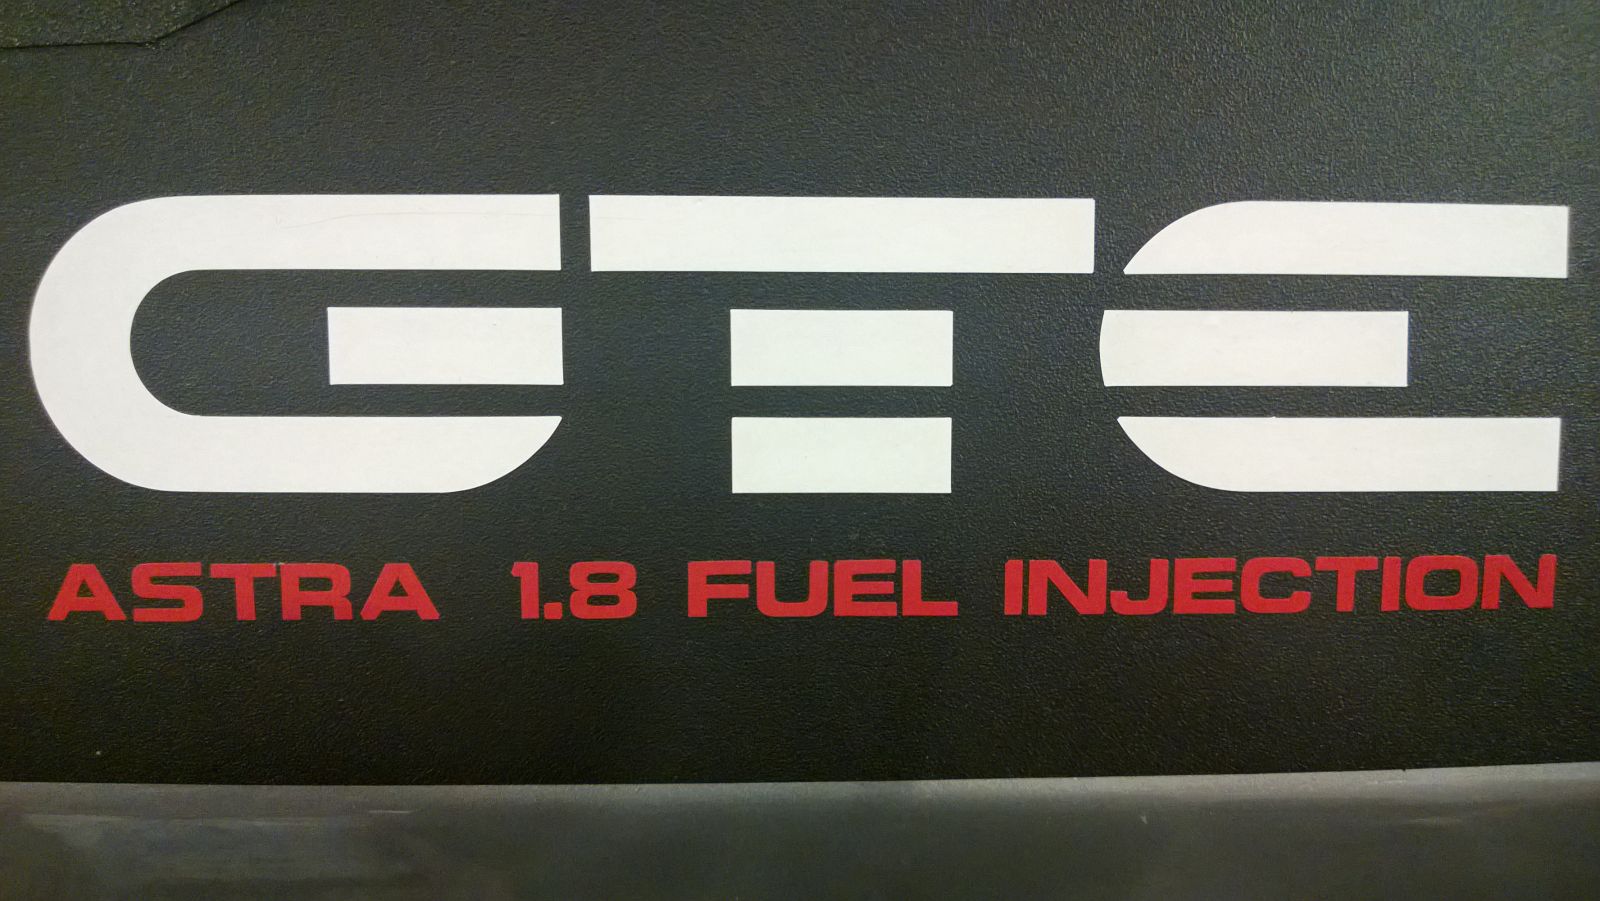 GTE
ASTRA 1.8 FUEL INJECTION